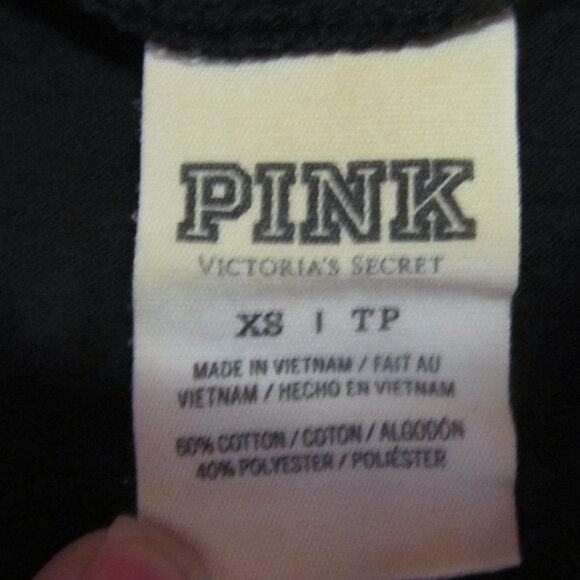 PINK
VICTORIA'S SECRET
XS | TP
MADE IN VIETNAM / FAIT AU
VIETNAM / HECHO EN VIETNAM
60% COTTON / COTON / ALGODÓN
40% POLYESTER / POLIÉSTER